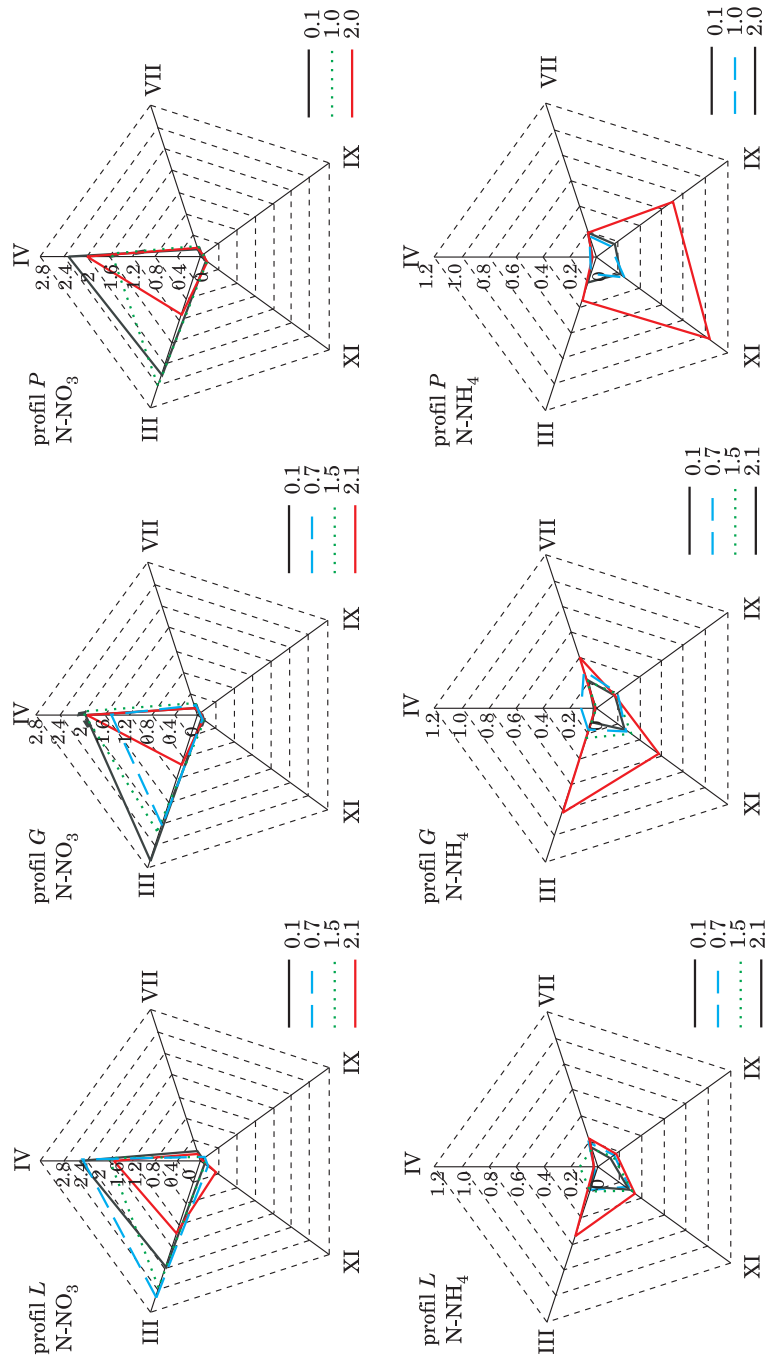 profil L
N-NO₃
IV
2.8
2.4
2
1.6
1.2
0.8
0.4
0
III
VII
XI
IX
0.1
0.7
1.5
2.1
profil G
N-NO₃
IV
2.8
2.4
2
1.6
1.2
0.8
0.4
0
III
VII
XI
IX
0.1
0.7
1.5
2.1
profil P
N-NO₃
IV
2.8
2.4
2
1.6
1.2
0.8
0.4
0
III
VII
XI
IX
0.1
1.0
2.0
profil L
N-NH₄
IV
1.2
1.0
0.8
0.6
0.4
0.2
0
III
VII
XI
IX
0.1
0.7
1.5
2.1
profil G
N-NH₄
IV
1.2
1.0
0.8
0.6
0.4
0.2
0
III
VII
XI
IX
0.1
0.7
1.5
2.1
profil P
N-NH₄
IV
1.2
1.0
0.8
0.6
0.4
0.2
0
III
VII
XI
IX
0.1
1.0
2.0